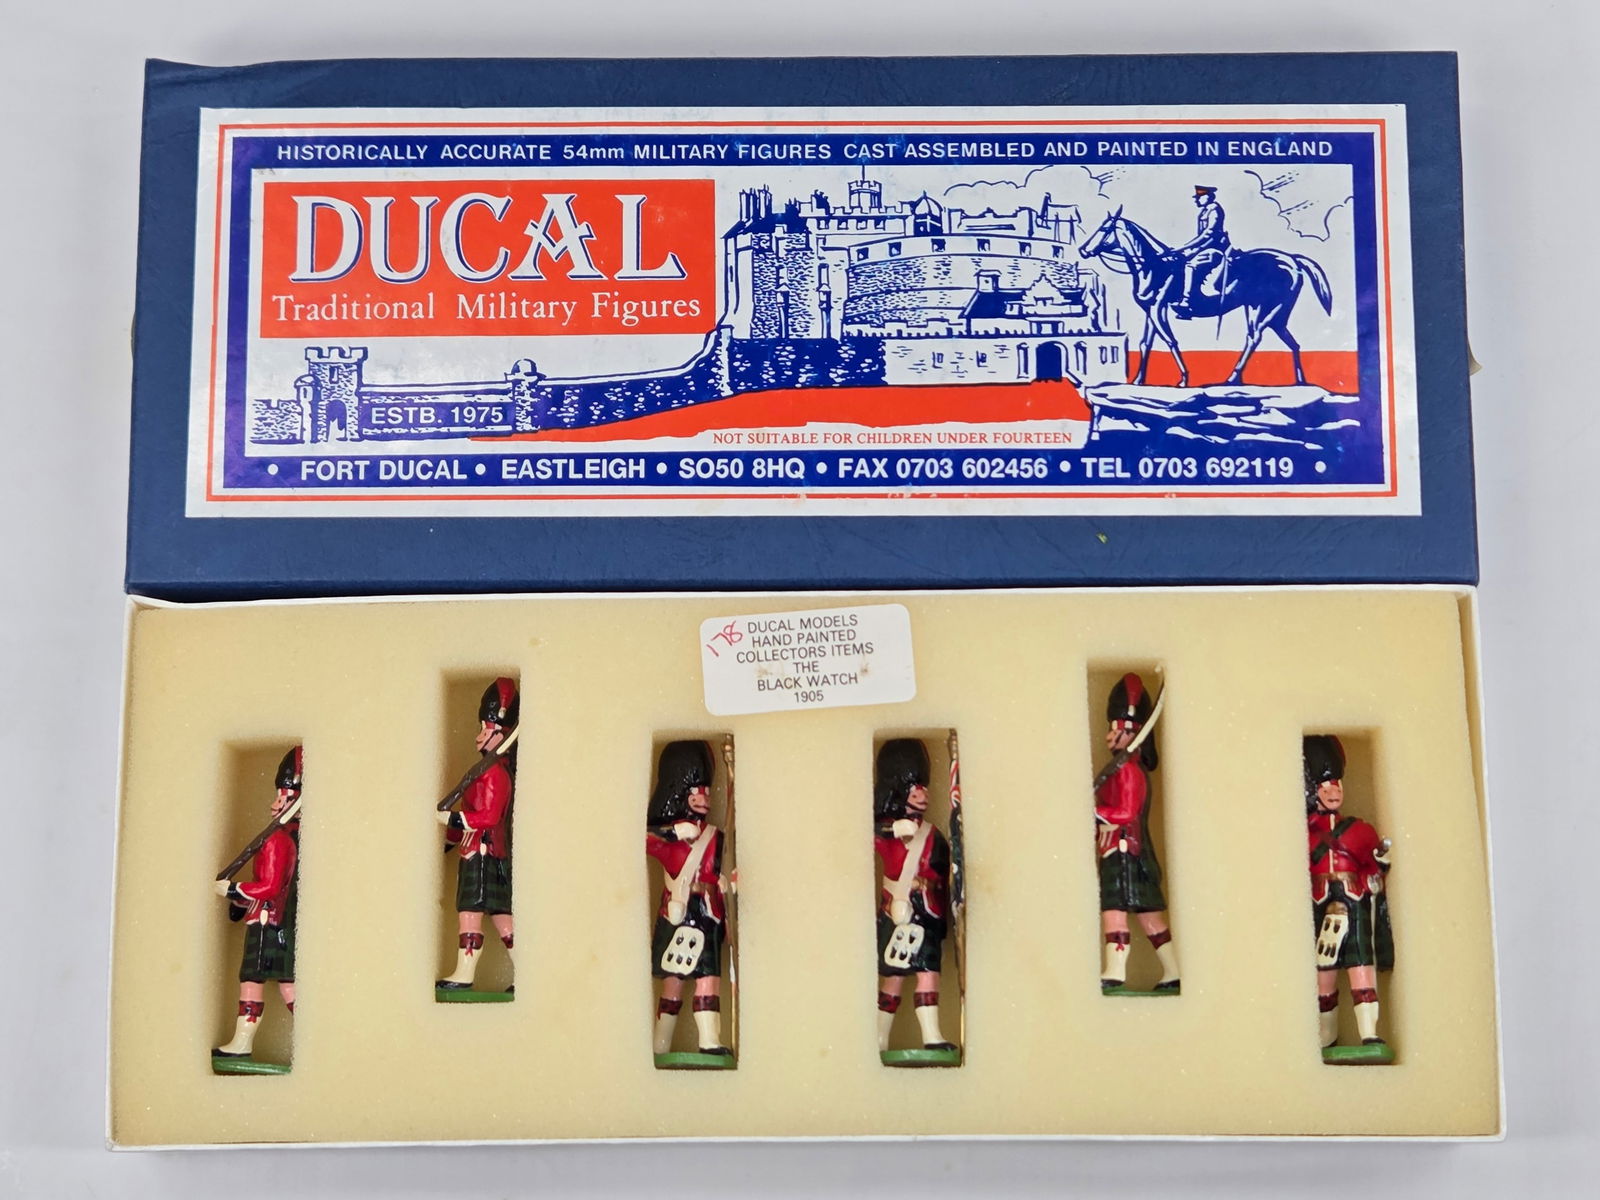 HISTORICALLY ACCURATE 54mm MILITARY FIGURES CAST ASSEMBLED AND PAINTED IN ENGLAND
DUCAL
Traditional Military Figures
ESTB. 1975
NOT SUITABLE FOR CHILDREN UNDER FOURTEEN
• FORT DUCAL • EASTLEIGH • SO50 8HQ • FAX 0703 602456 • TEL 0703 692119 •
178
DUCAL MODELS
HAND PAINTED
COLLECTORS ITEMS
THE
BLACK WATCH
1905